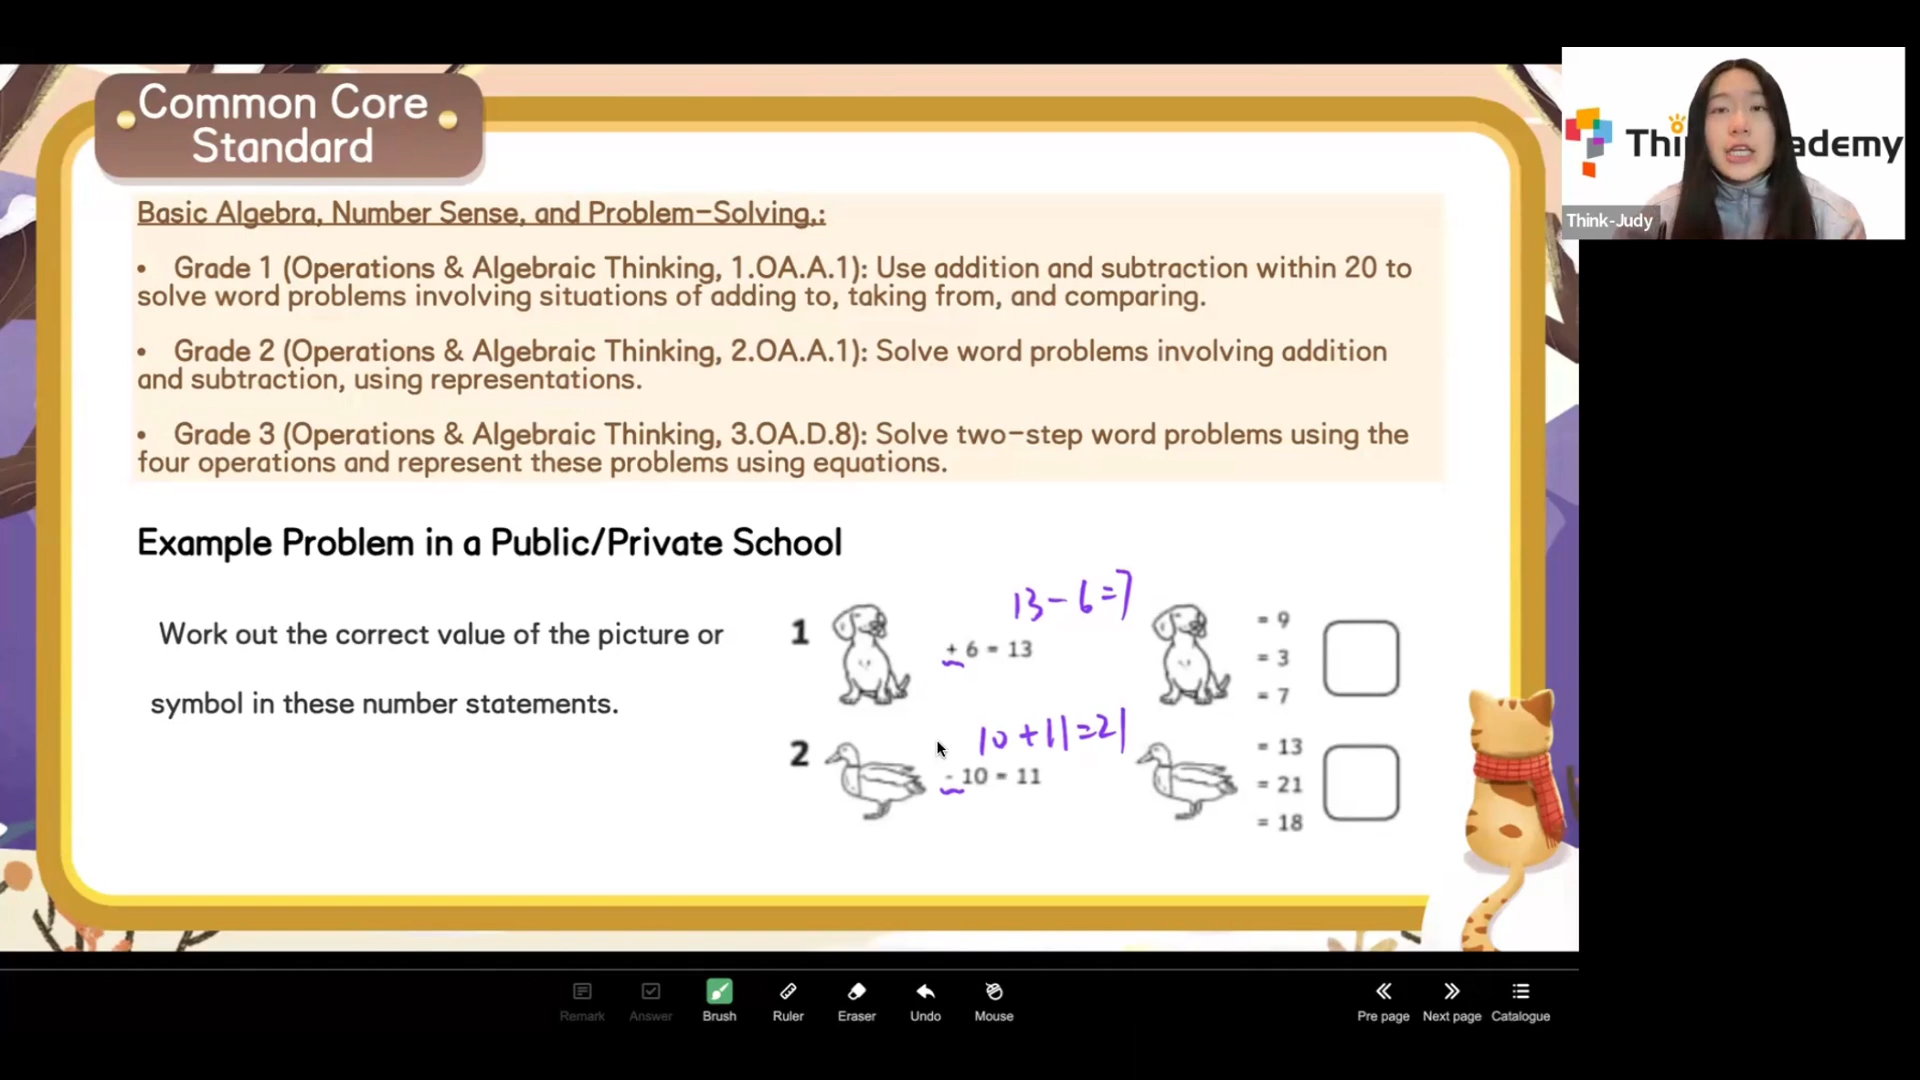 Common Core
Standard
Basic Algebra, Number Sense, and Problem-Solving,:
• Grade 1 (Operations & Algebraic Thinking, 1.OA.A.1): Use addition and subtraction within 20 to
solve word problems involving situations of adding to, taking from, and comparing.
• Grade 2 (Operations & Algebraic Thinking, 2.OA.A.1): Solve word problems involving addition
and subtraction, using representations.
• Grade 3 (Operations & Algebraic Thinking, 3.OA.D.8): Solve two-step word problems using the
four operations and represent these problems using equations.
Example Problem in a Public/Private School
Work out the correct value of the picture or
symbol in these number statements.
13 - 6 = 7
1
+ 6 = 13
= 9
= 3
= 7
10 + 11 = 21
2
- 10 = 11
= 13
= 21
= 18
Thi
ademy
Think-Judy
Remark
Answer
Brush
Ruler
Eraser
Undo
Mouse
Pre page
Next page
Catalogue